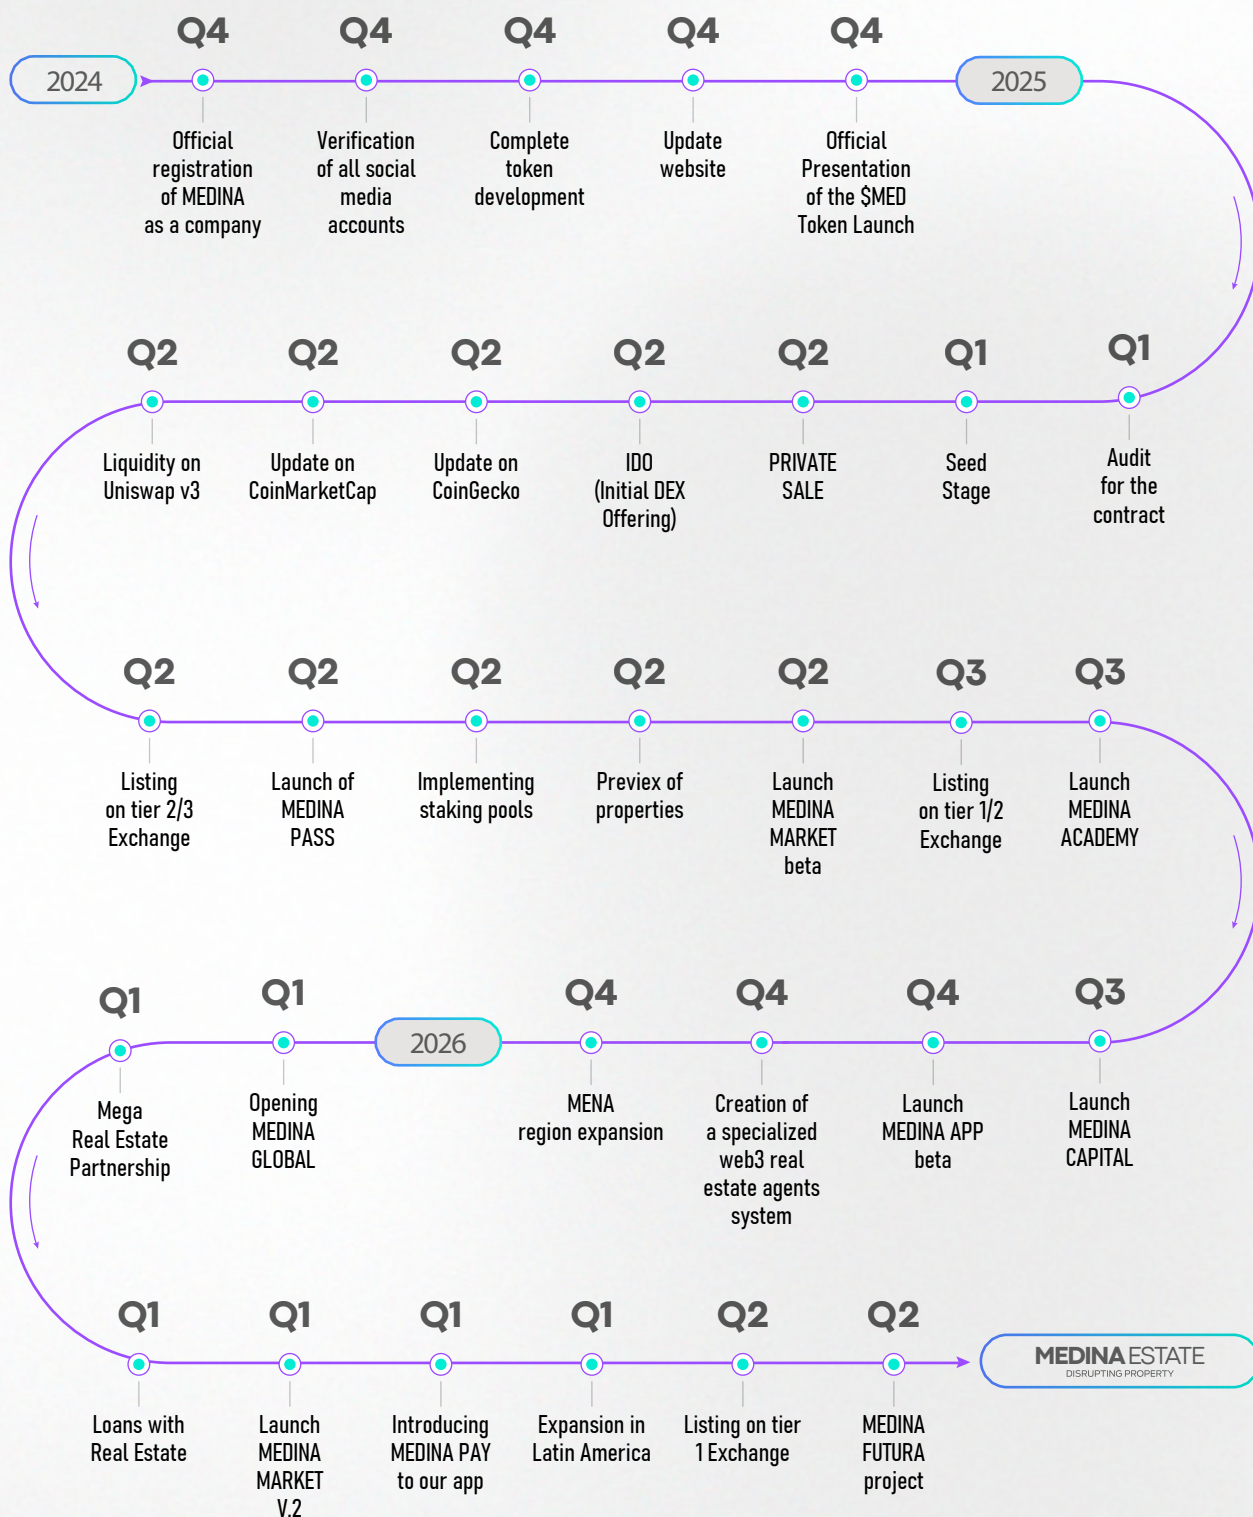 Q4 Q4 Q4 Q4 Q4
2024
2025
Official
registration
of MEDINA
as a company
Verification
of all social
media
accounts
Complete
token
development
Update
website
Official
Presentation
of the $MED
Token Launch
Q2 Q2 Q2 Q2 Q2 Q1 Q1
Liquidity on
Uniswap v3
Update on
CoinMarketCap
Update on
CoinGecko
IDO
(Initial DEX
Offering)
PRIVATE
SALE
Seed
Stage
Audit
for the
contract
Q2 Q2 Q2 Q2 Q2 Q3 Q3
Listing
on tier 2/3
Exchange
Launch of
MEDINA
PASS
Implementing
staking pools
Previex of
properties
Launch
MEDINA
MARKET
beta
Listing
on tier 1/2
Exchange
Launch
MEDINA
ACADEMY
Q1 Q1 Q4 Q4 Q4 Q3
2026
Mega
Real Estate
Partnership
Opening
MEDINA
GLOBAL
MENA
region expansion
Creation of
a specialized
web3 real
estate agents
system
Launch
MEDINA APP
beta
Launch
MEDINA
CAPITAL
Q1 Q1 Q1 Q1 Q2 Q2
Loans with
Real Estate
Launch
MEDINA
MARKET
V.2
Introducing
MEDINA PAY
to our app
Expansion in
Latin America
Listing on tier
1 Exchange
MEDINA
FUTURA
project
MEDINA ESTATE
DISRUPTING PROPERTY